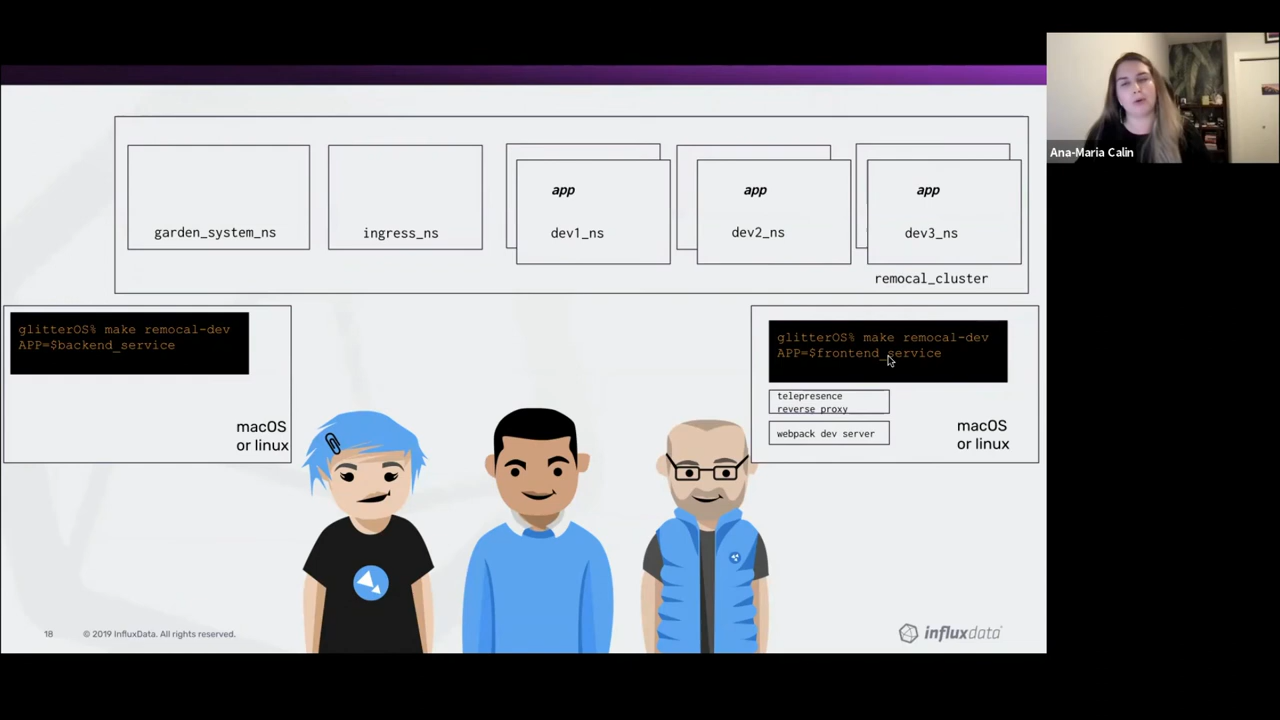 app
app
app
garden_system_ns
ingress_ns
dev1_ns
dev2_ns
dev3_ns
remocal_cluster
glitterOS% make remocal-dev
APP=$backend_service
macOS
or linux
glitterOS% make remocal-dev
APP=$frontend_service
telepresence
reverse proxy
webpack dev server
macOS
or linux
18
© 2019 InfluxData. All rights reserved.
influxdata
Ana-Maria Calin